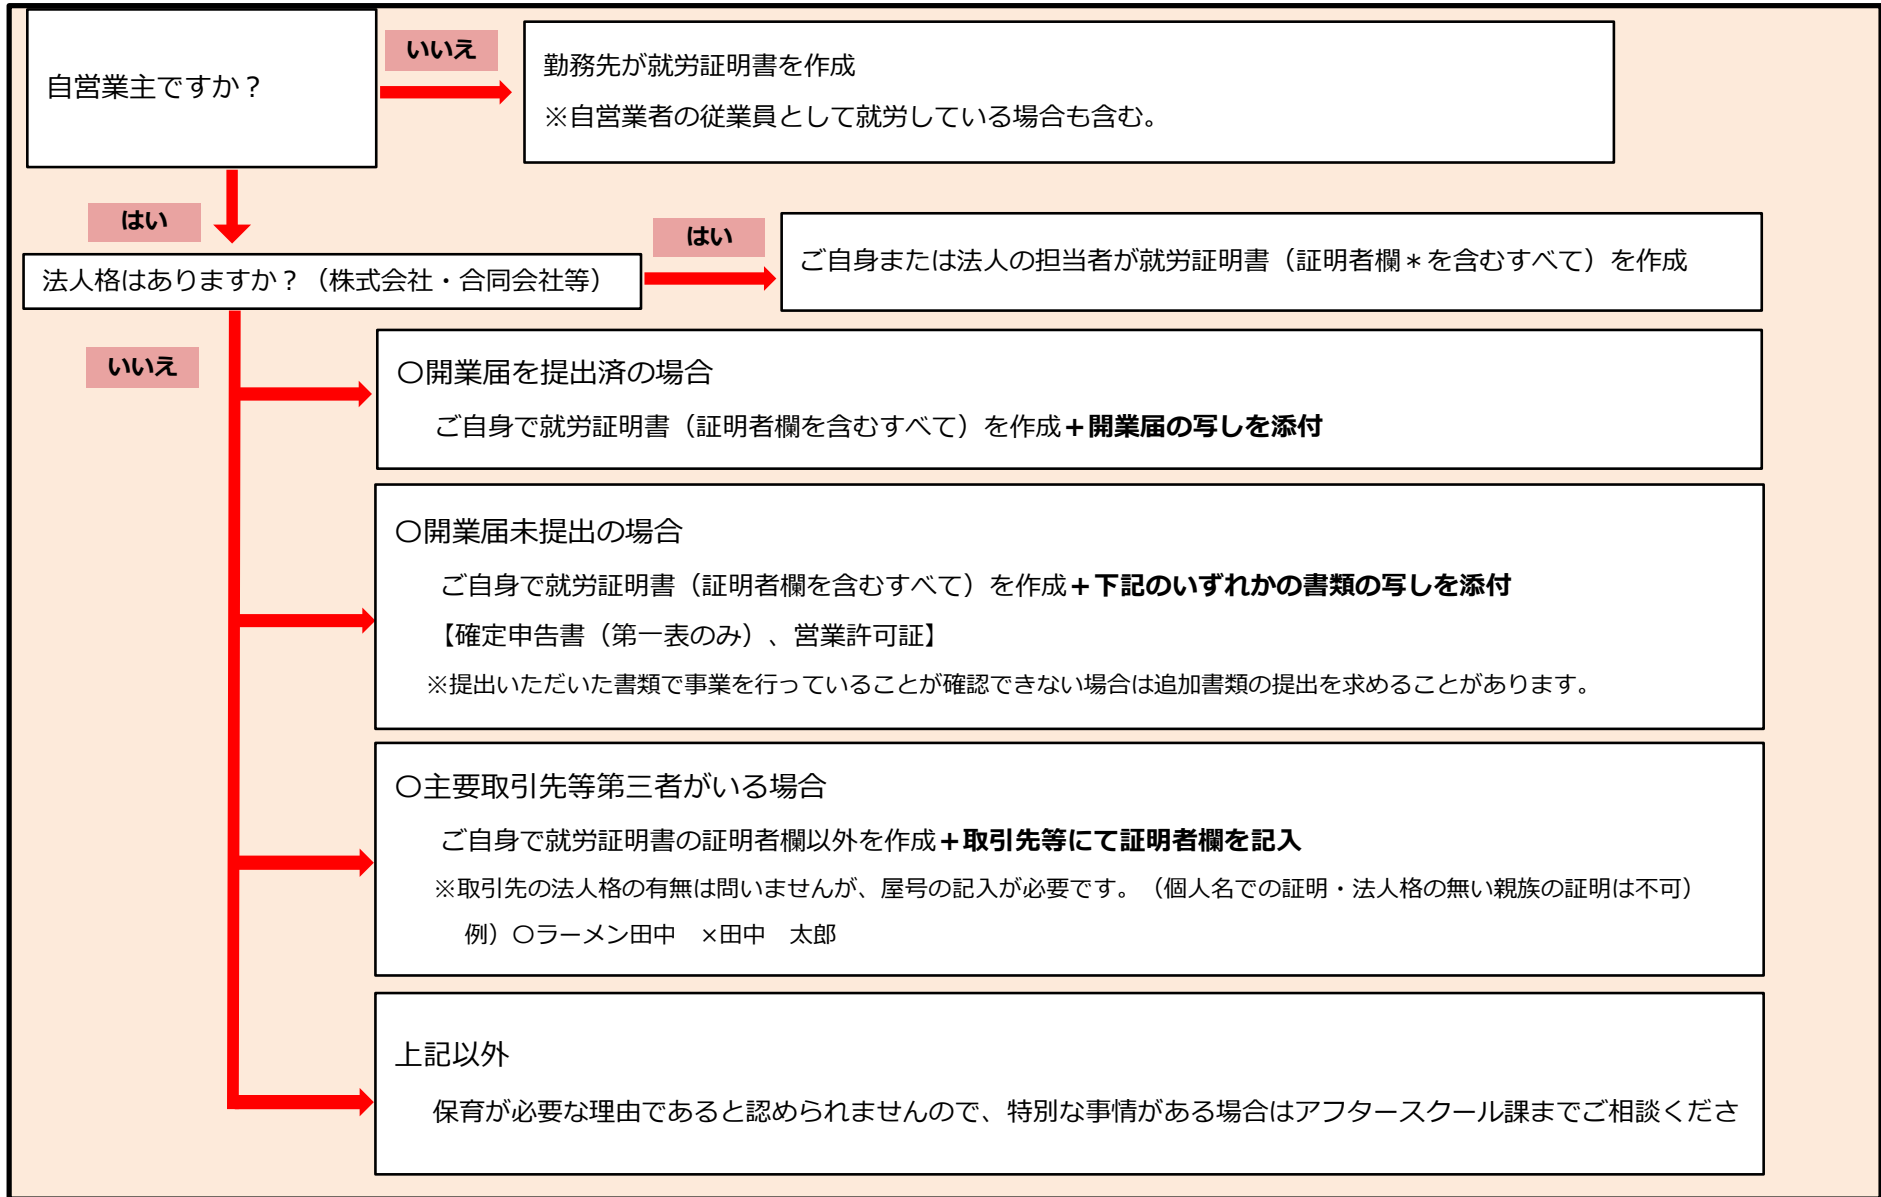 自営業主ですか？
いいえ
勤務先が就労証明書を作成
※自営業者の従業員として就労している場合も含む。
はい
法人格はありますか？（株式会社・合同会社等）
はい
ご自身または法人の担当者が就労証明書（証明者欄＊を含むすべて）を作成
いいえ
〇開業届を提出済の場合
ご自身で就労証明書（証明者欄を含むすべて）を作成＋開業届の写しを添付
〇開業届未提出の場合
ご自身で就労証明書（証明者欄を含むすべて）を作成＋下記のいずれかの書類の写しを添付
【確定申告書（第一表のみ）、営業許可証】
※提出いただいた書類で事業を行っていることが確認できない場合は追加書類の提出を求めることがあります。
〇主要取引先等第三者がいる場合
ご自身で就労証明書の証明者欄以外を作成＋取引先等にて証明者欄を記入
※取引先の法人格の有無は問いませんが、屋号の記入が必要です。（個人名での証明・法人格の無い親族の証明は不可）
例）〇ラーメン田中　×田中　太郎
上記以外
保育が必要な理由であると認められませんので、特別な事情がある場合はアフタースクール課までご相談くださ